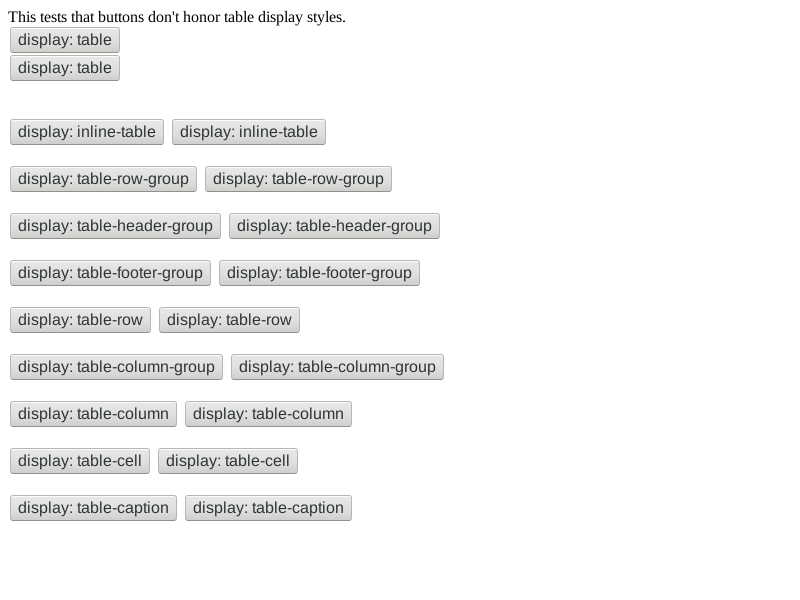 This tests that buttons don't honor table display styles.
display: table
display: table
display: inline-table display: inline-table
display: table-row-group display: table-row-group
display: table-header-group display: table-header-group
display: table-footer-group display: table-footer-group
display: table-row display: table-row
display: table-column-group display: table-column-group
display: table-column display: table-column
display: table-cell display: table-cell
display: table-caption display: table-caption